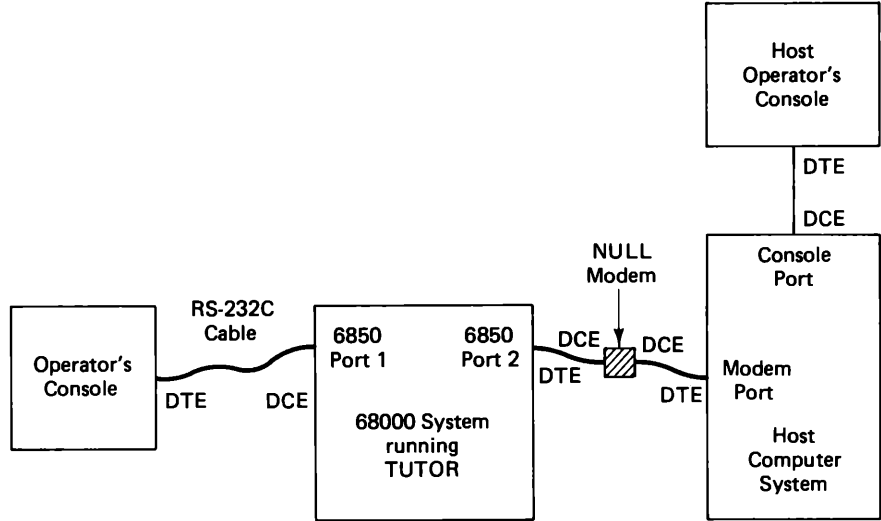 Host
Operator's
Console
DTE
DCE
Console
Port
NULL
Modem
RS-232C
Cable
Operator's
Console
DTE
DCE
6850
Port 1
6850
Port 2
68000 System
running
TUTOR
DCE
DTE
DCE
DTE
Modem
Port
Host
Computer
System